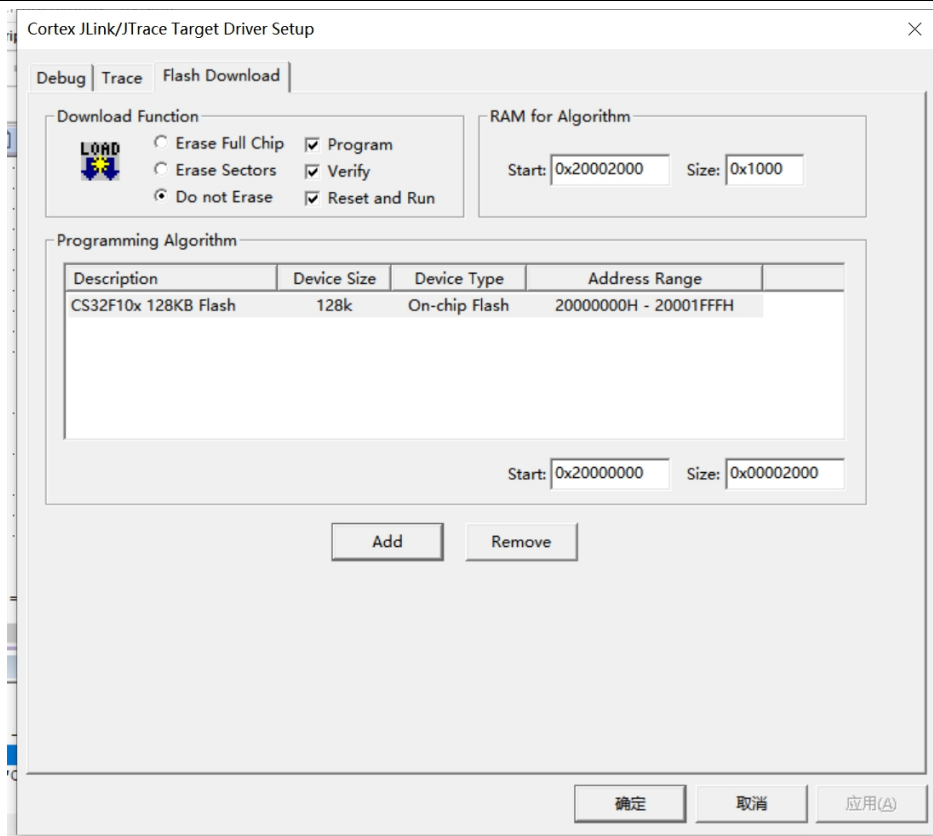 Cortex JLink/JTrace Target Driver Setup
Debug Trace Flash Download
Download Function
LOAD
Erase Full Chip
Erase Sectors
Do not Erase
Program
Verify
Reset and Run
RAM for Algorithm
Start: 0x20002000 Size: 0x1000
Programming Algorithm
Description Device Size Device Type Address Range
CS32F10x 128KB Flash 128k On-chip Flash 20000000H - 20001FFFH
Start: 0x20000000 Size: 0x00002000
Add Remove
确定 取消 应用(A)